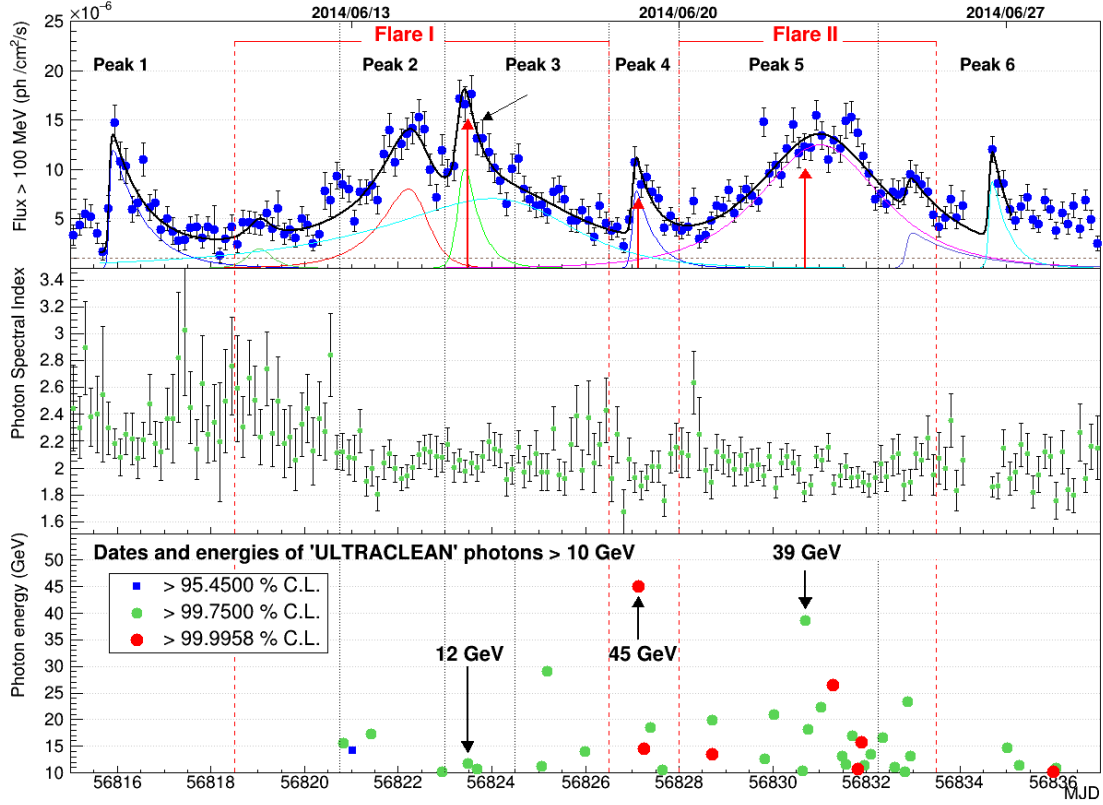 ×10⁻⁶
2014/06/13 2014/06/20 2014/06/27
25
Flare I Flare II
Peak 1 Peak 2 Peak 3 Peak 4 Peak 5 Peak 6
20
15
10
5
Flux > 100 MeV (ph /cm²/s)
3.4
3.2
3
2.8
2.6
2.4
2.2
2
1.8
1.6
Photon Spectral Index
Dates and energies of 'ULTRACLEAN' photons > 10 GeV
> 95.4500 % C.L.
> 99.7500 % C.L.
> 99.9958 % C.L.
39 GeV
12 GeV 45 GeV
50
45
40
35
30
25
20
15
10
Photon energy (GeV)
56816 56818 56820 56822 56824 56826 56828 56830 56832 56834 56836
MJD